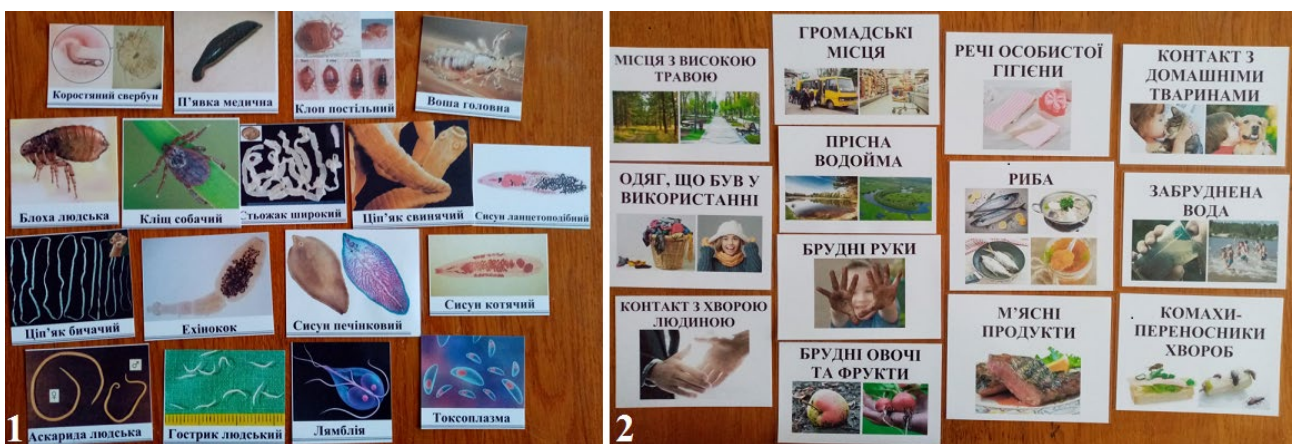 Коростяний свербун
П'явка медична
Клоп постільний
Воша головна
Блоха людська
Кліщ собачий
Стьожак широкий
Ціп'як свинячий
Сисун ланцетоподібний
Ціп'як бичачий
Ехінокок
Сисун печінковий
Сисун котячий
Аскарида людська
Гострик людський
Лямблія
Токсоплазма
1
МІСЦЯ З ВИСОКОЮ
ТРАВОЮ
ГРОМАДСЬКІ
МІСЦЯ
РЕЧІ ОСОБИСТОЇ
ГІГІЄНИ
КОНТАКТ З
ДОМАШНІМИ
ТВАРИНАМИ
ОДЯГ, ЩО БУВ У
ВИКОРИСТАННІ
ПРІСНА
ВОДОЙМА
РИБА
ЗАБРУДНЕНА
ВОДА
КОНТАКТ З ХВОРОЮ
ЛЮДИНОЮ
БРУДНІ РУКИ
М'ЯСНІ
ПРОДУКТИ
КОМАХИ-
ПЕРЕНОСНИКИ
ХВОРОБ
БРУДНІ ОВОЧІ
ТА ФРУКТИ
2